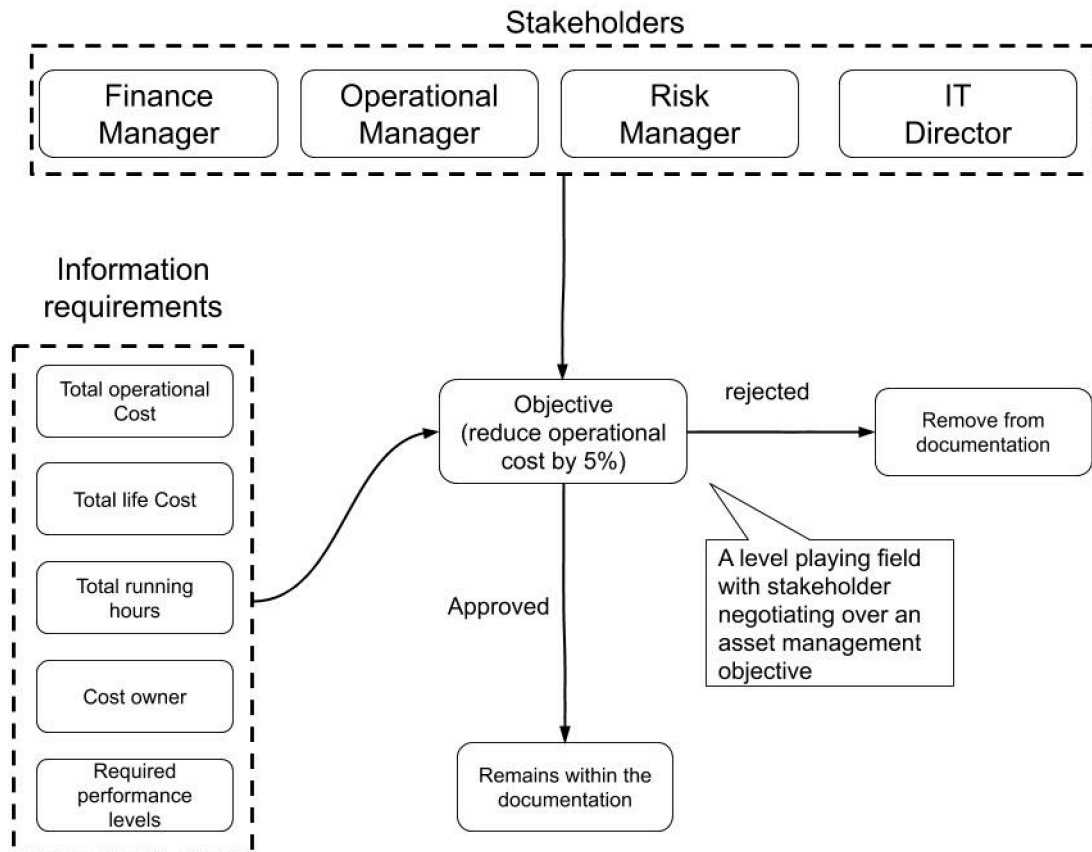 Stakeholders
Finance
Manager
Operational
Manager
Risk
Manager
IT
Director
Information
requirements
Total operational
Cost
Total life Cost
Total running
hours
Cost owner
Required
performance
levels
Objective
(reduce operational
cost by 5%)
rejected
Remove from
documentation
A level playing field
with stakeholder
negotiating over an
asset management
objective
Approved
Remains within the
documentation